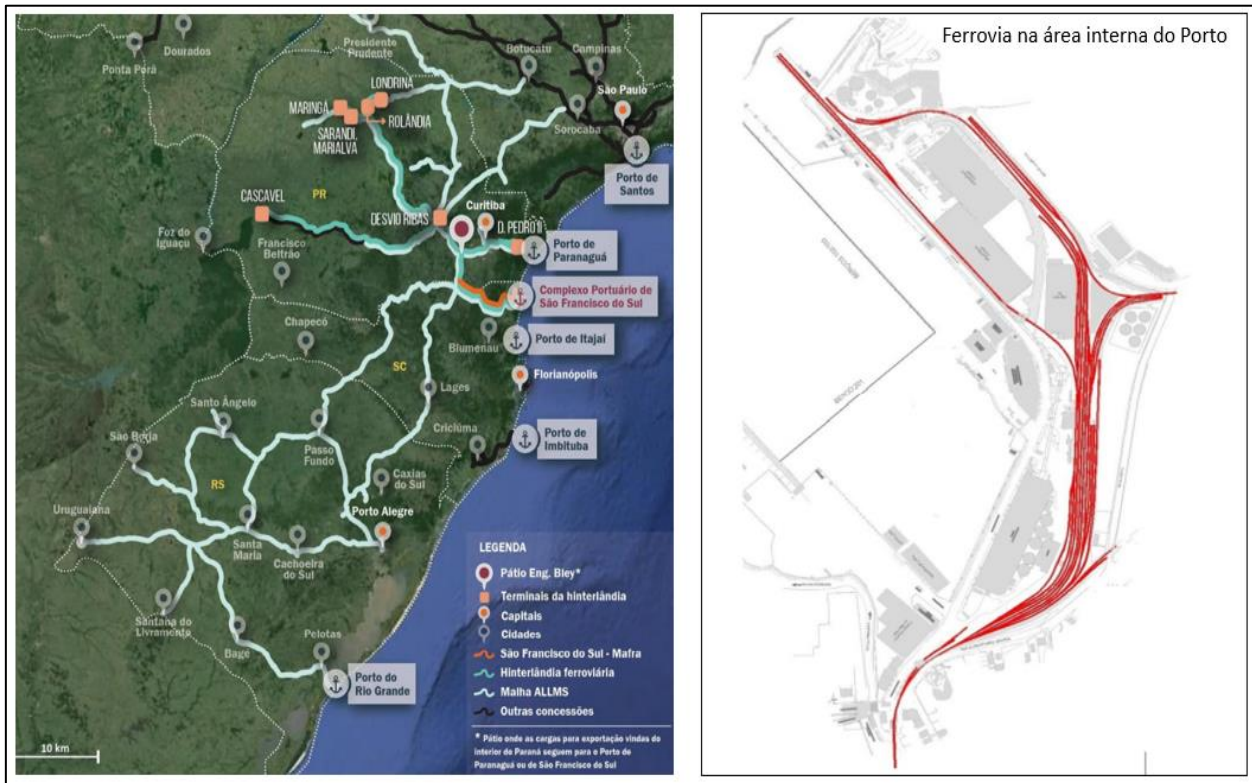 Dourados
Ponta Porã
Presidente
Prudente
Botucatu
Campinas
São Paulo
Sorocaba
Porto de
Santos
LONDRINA
MARINGÁ
ROLÂNDIA
SARANDI,
MARIALVA
PR
CASCAVEL
Foz do
Iguaçu
Francisco
Beltrão
DESVIO RIBAS
Curitiba
D. PEDRO II
Porto de
Paranaguá
Complexo Portuário de
São Francisco do Sul
Chapecó
Blumenau
Porto de Itajaí
SC
Florianópolis
Lages
Santo Ângelo
São Borja
Passo
Fundo
Criciúma
Porto de
Imbituba
Caxias
do Sul
RS
Uruguaiana
Santa
Maria
Cachoeira
do Sul
Porto Alegre
Santana do
Livramento
Bagé
Pelotas
Porto do
Rio Grande
10 km
LEGENDA
Pátio Eng. Bley*
Terminais da hinterlândia
Capitais
Cidades
São Francisco do Sul - Mafra
Hinterlândia ferroviária
Malha ALLMS
Outras concessões
* Pátio onde as cargas para exportação vindas do
interior de Paraná seguem para o Porto de
Paranaguá ou de São Francisco do Sul
Ferrovia na área interna do Porto